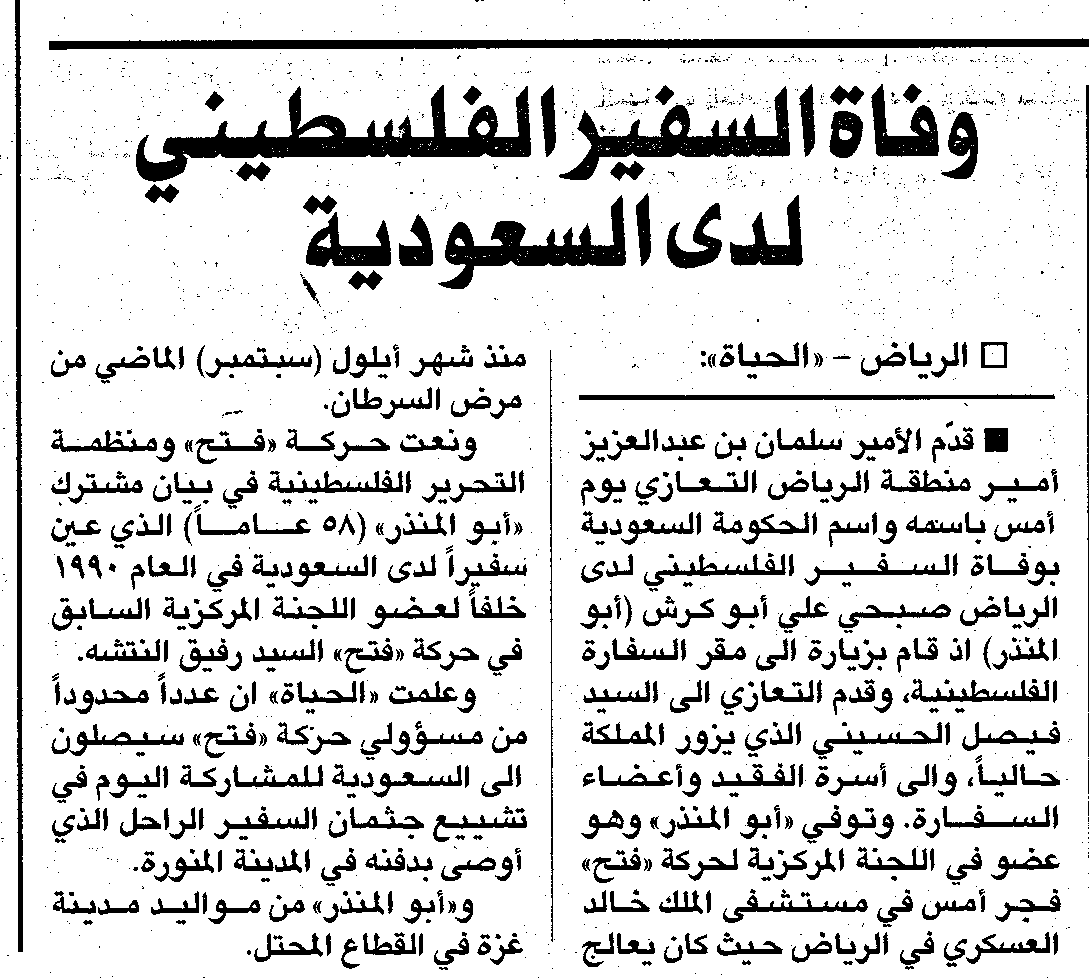 وفاة السفير الفلسطيني
لدى السعودية
□ الرياض – «الحياة»:
■ قدّم الأمير سلمان بن عبدالعزيز
أمير منطقة الرياض التعازي يوم
أمس باسمه واسم الحكومة السعودية
بوفاة السفير الفلسطيني لدى
الرياض صبحي علي أبو كرش (أبو
المنذر) اذ قام بزيارة الى مقر السفارة
الفلسطينية، وقدم التعازي الى السيد
فيصل الحسيني الذي يزور المملكة
حالياً، والى أسرة الفقيد وأعضاء
السفارة. وتوفي «أبو المنذر» وهو
عضو في اللجنة المركزية لحركة «فتح»
فجر أمس في مستشفى الملك خالد
العسكري في الرياض حيث كان يعالج
منذ شهر أيلول (سبتمبر) الماضي من
مرض السرطان.
ونعت حركة «فتح» ومنظمة
التحرير الفلسطينية في بيان مشترك
«أبو المنذر» (٥٨ عاماً) الذي عين
سفيراً لدى السعودية في العام ١٩٩٠
خلفاً لعضو اللجنة المركزية السابق
في حركة «فتح» السيد رفيق النتشه.
وعلمت «الحياة» ان عدداً محدوداً
من مسؤولي حركة «فتح» سيصلون
الى السعودية للمشاركة اليوم في
تشييع جثمان السفير الراحل الذي
أوصى بدفنه في المدينة المنورة.
و«أبو المنذر» من مواليد مدينة
غزة في القطاع المحتل.